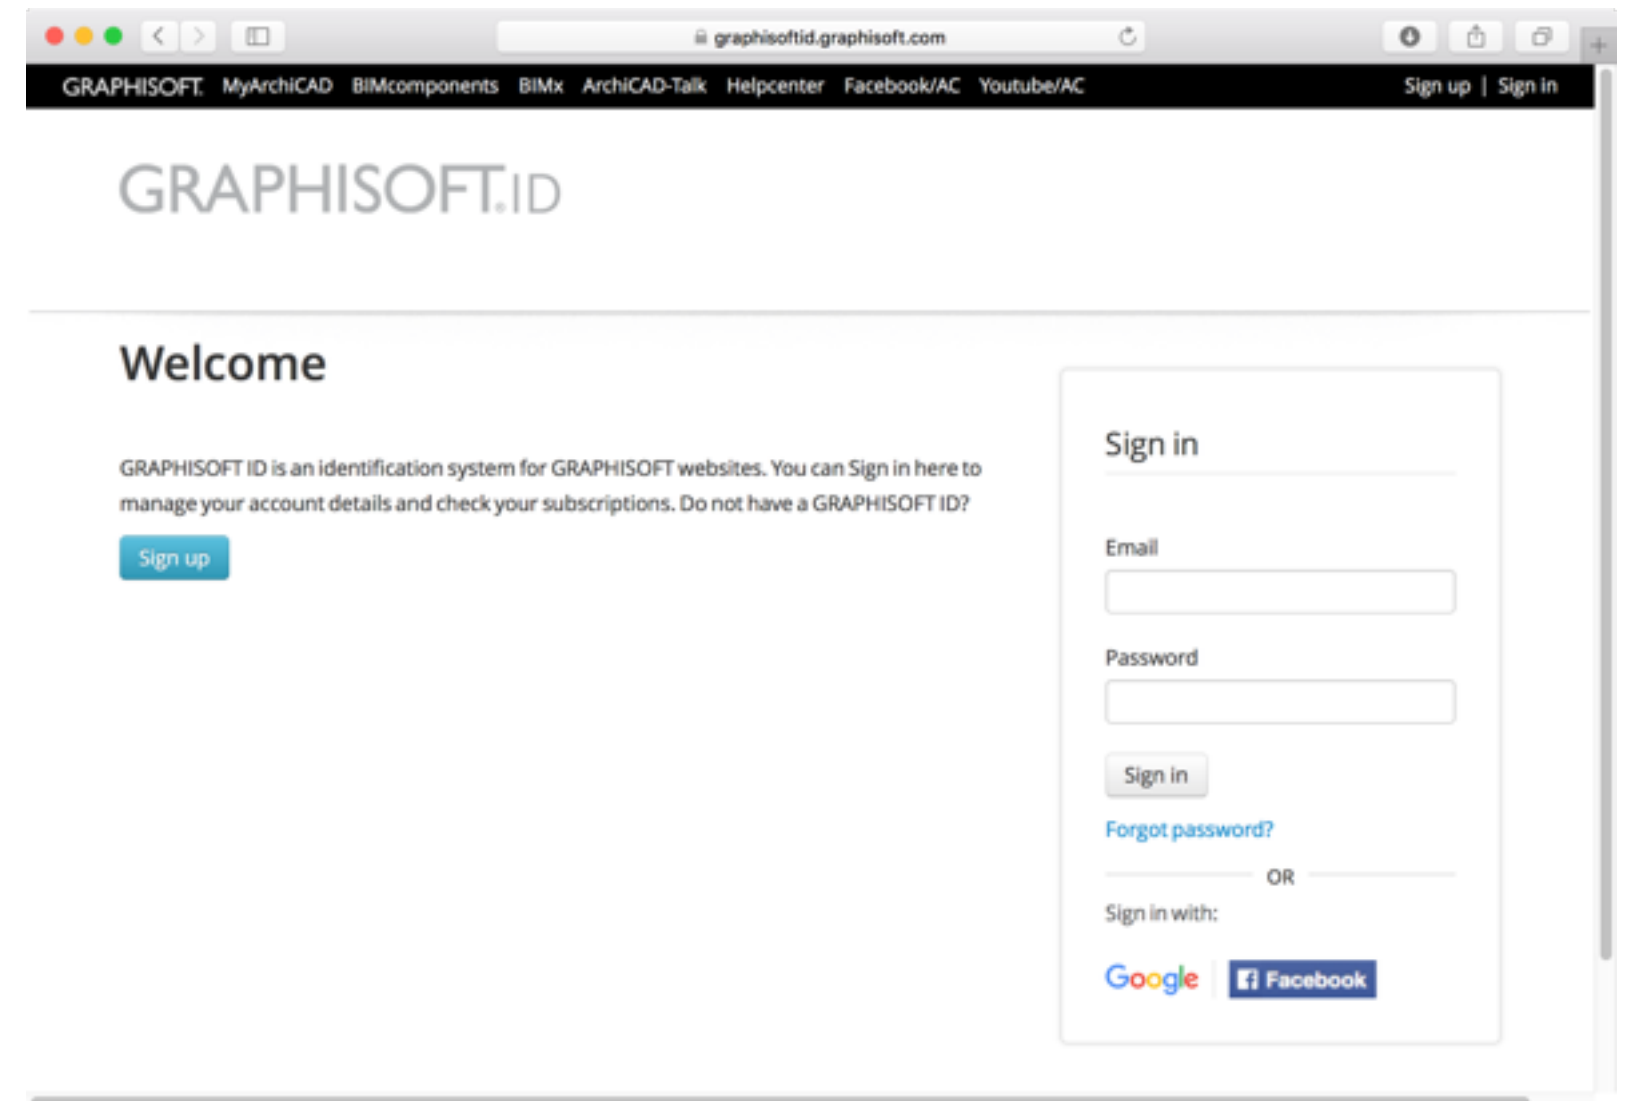 graphisoftid.graphisoft.com
GRAPHISOFT. MyArchiCAD BIMcomponents BIMx ArchiCAD-Talk Helpcenter Facebook/AC Youtube/AC Sign up | Sign in
GRAPHISOFT.ID
Welcome
GRAPHISOFT ID is an identification system for GRAPHISOFT websites. You can Sign in here to
manage your account details and check your subscriptions. Do not have a GRAPHISOFT ID?
Sign up
Sign in
Email
Password
Sign in
Forgot password?
OR
Sign in with:
Google Facebook